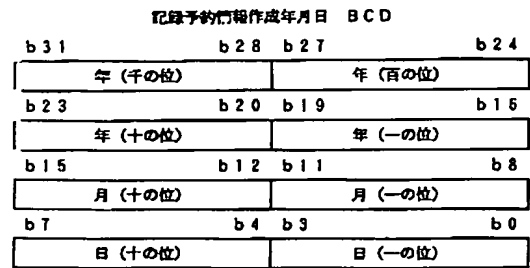 記録予約情報作成年月日 BCD
b31 b28 b27 b24
年（千の位） 年（百の位）
b23 b20 b19 b16
年（十の位） 年（一の位）
b15 b12 b11 b8
月（十の位） 月（一の位）
b7 b4 b3 b0
日（十の位） 日（一の位）